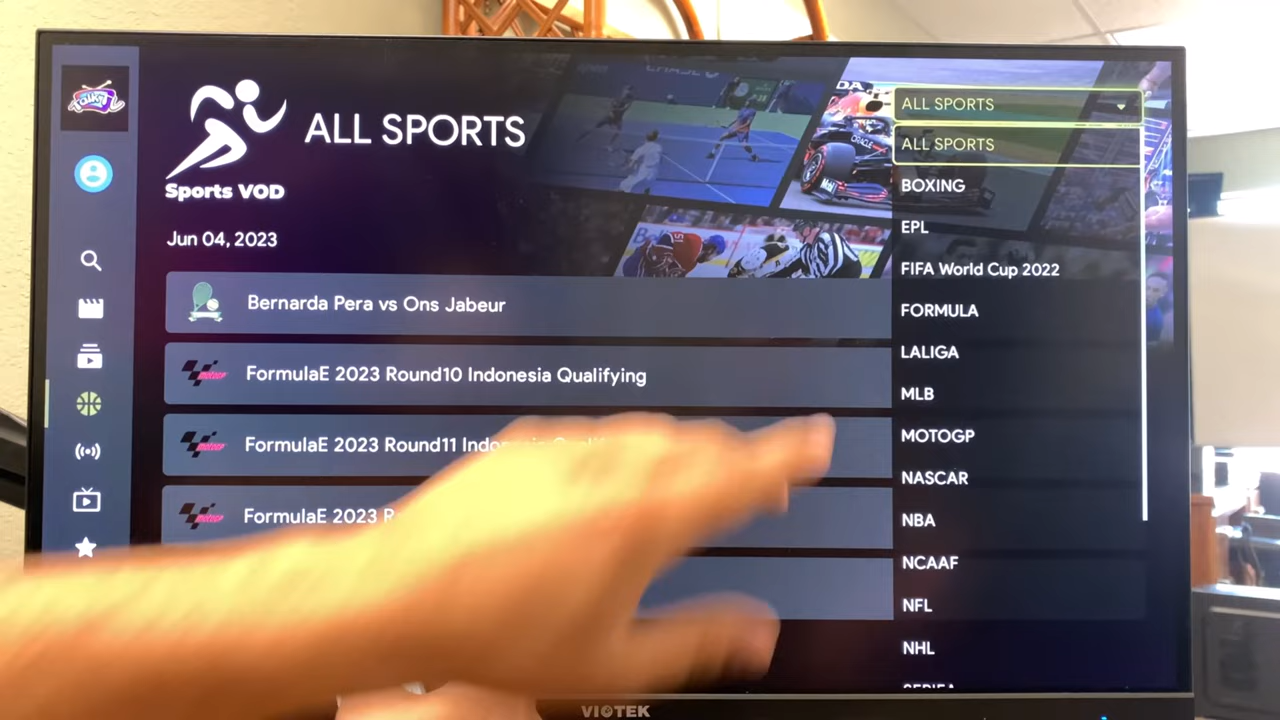 ALL SPORTS
Sports VOD
Jun 04, 2023
Bernarda Pera vs Ons Jabeur
FormulaE 2023 Round10 Indonesia Qualifying
FormulaE 2023 Round11
FormulaE 2023
ALL SPORTS
ALL SPORTS
BOXING
EPL
FIFA World Cup 2022
FORMULA
LALIGA
MLB
MOTOGP
NASCAR
NBA
NCAAF
NFL
NHL
ORACLE
VIOTEK